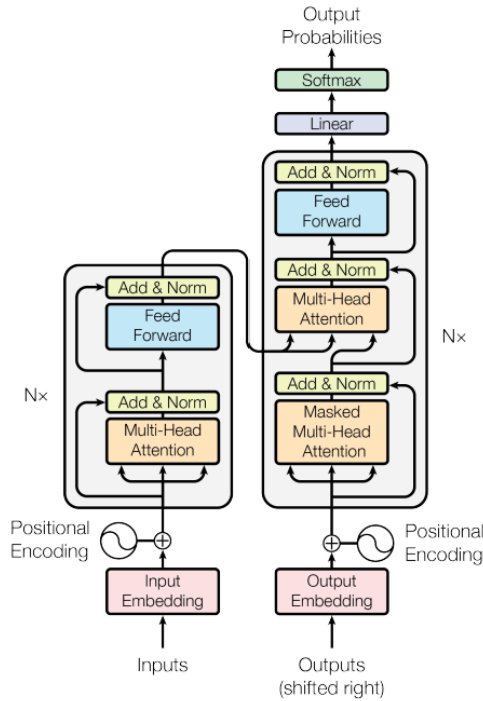 Output
Probabilities
Softmax
Linear
Add & Norm
Feed
Forward
Add & Norm
Multi-Head
Attention
Add & Norm
Masked
Multi-Head
Attention
N×
Positional
Encoding
Output
Embedding
Outputs
(shifted right)
Add & Norm
Feed
Forward
Add & Norm
Multi-Head
Attention
N×
Positional
Encoding
Input
Embedding
Inputs